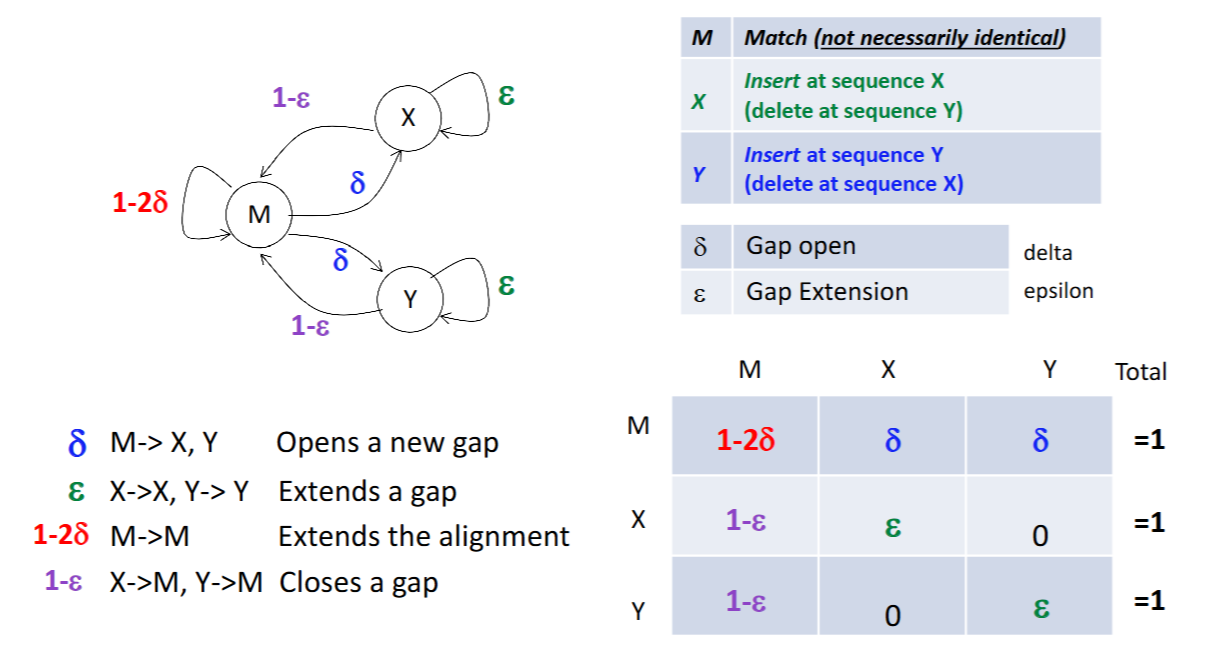 M Match (not necessarily identical)
X Insert at sequence X
(delete at sequence Y)
Y Insert at sequence Y
(delete at sequence X)
1-ε
X
ε
1-2δ
M
δ
δ
Y
ε
1-ε
δ Gap open delta
ε Gap Extension epsilon
δ M-> X, Y Opens a new gap
ε X->X, Y-> Y Extends a gap
1-2δ M->M Extends the alignment
1-ε X->M, Y->M Closes a gap
M X Y Total
M 1-2δ δ δ =1
X 1-ε ε 0 =1
Y 1-ε 0 ε =1